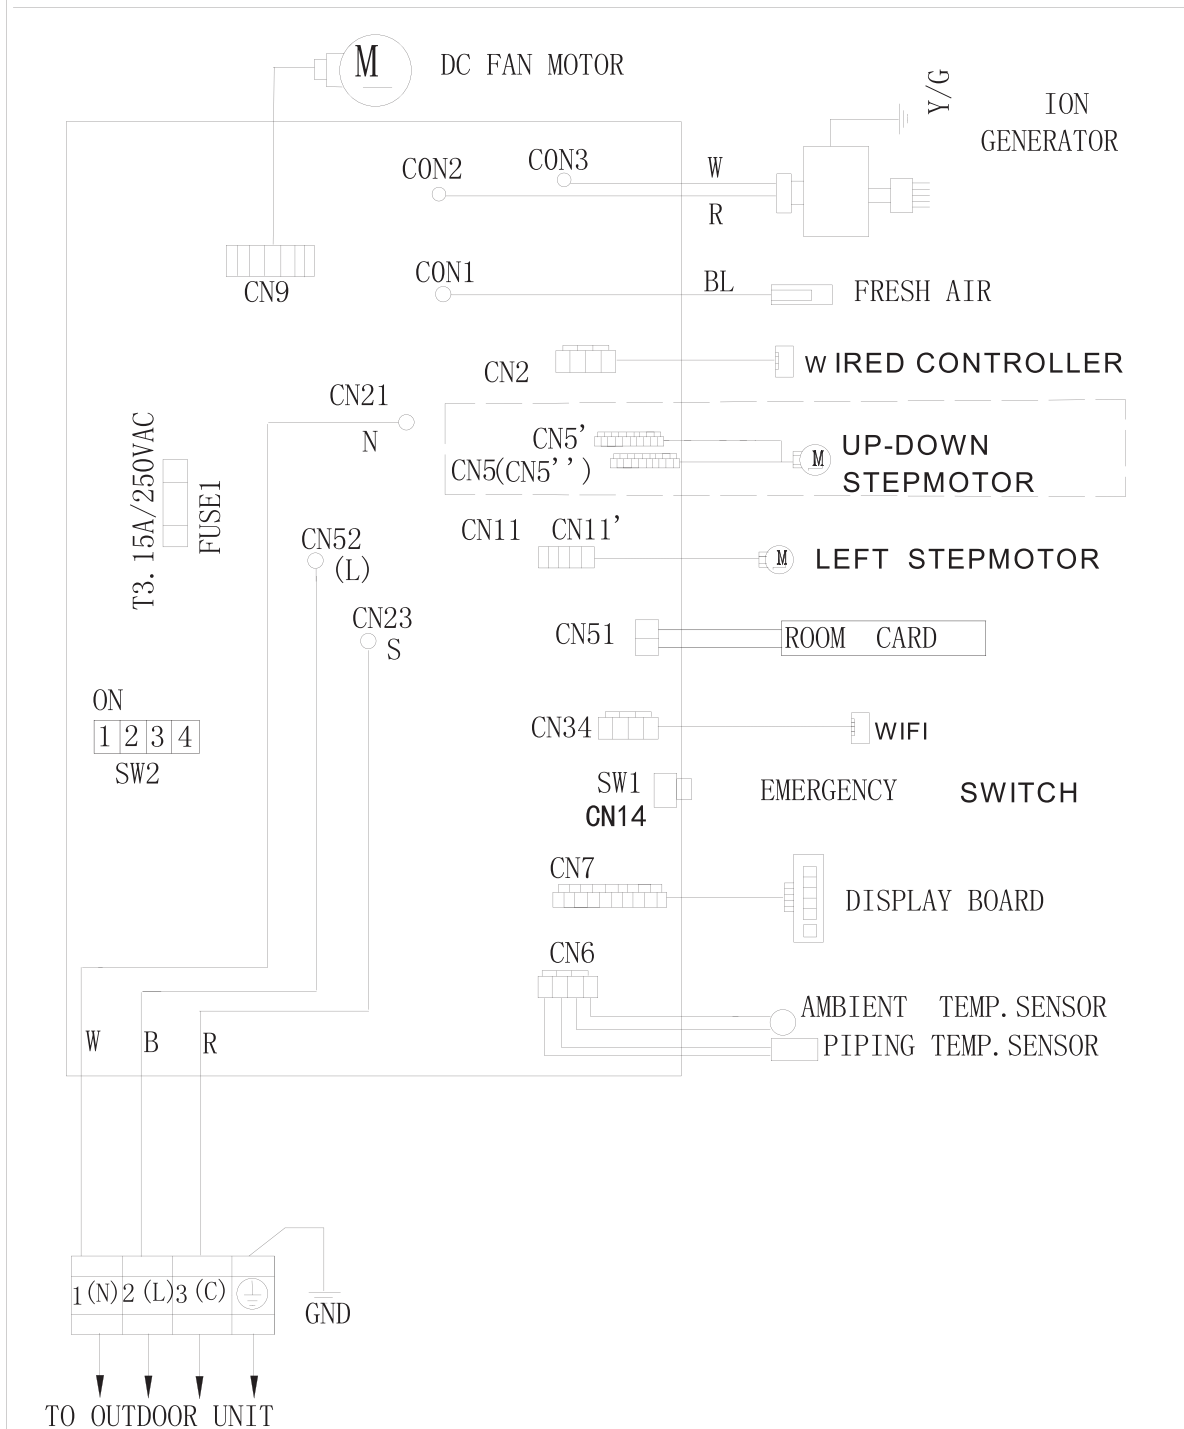 M DC FAN MOTOR
Y/G
ION
GENERATOR
CON2
CON3
W
R
CN9
CON1
BL
FRESH AIR
CN2
W IRED CONTROLLER
CN21
N
T3.15A/250VAC
FUSE1
CN5'
CN5(CN5'')
M
UP-DOWN
STEPMOTOR
CN52
(L)
CN11 CN11'
M
LEFT STEPMOTOR
CN23
S
CN51
ROOM CARD
ON
1 2 3 4
SW2
CN34
WIFI
SW1
CN14
EMERGENCY SWITCH
CN7
DISPLAY BOARD
CN6
AMBIENT TEMP.SENSOR
PIPING TEMP.SENSOR
W B R
1(N) 2(L) 3(C)
GND
TO OUTDOOR UNIT